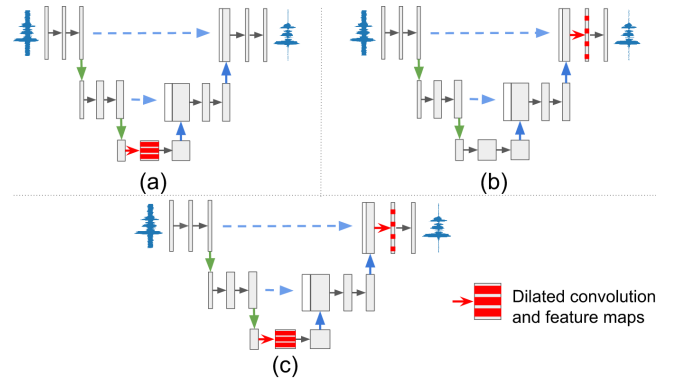 (a)
(b)
(c)
Dilated convolution
and feature maps